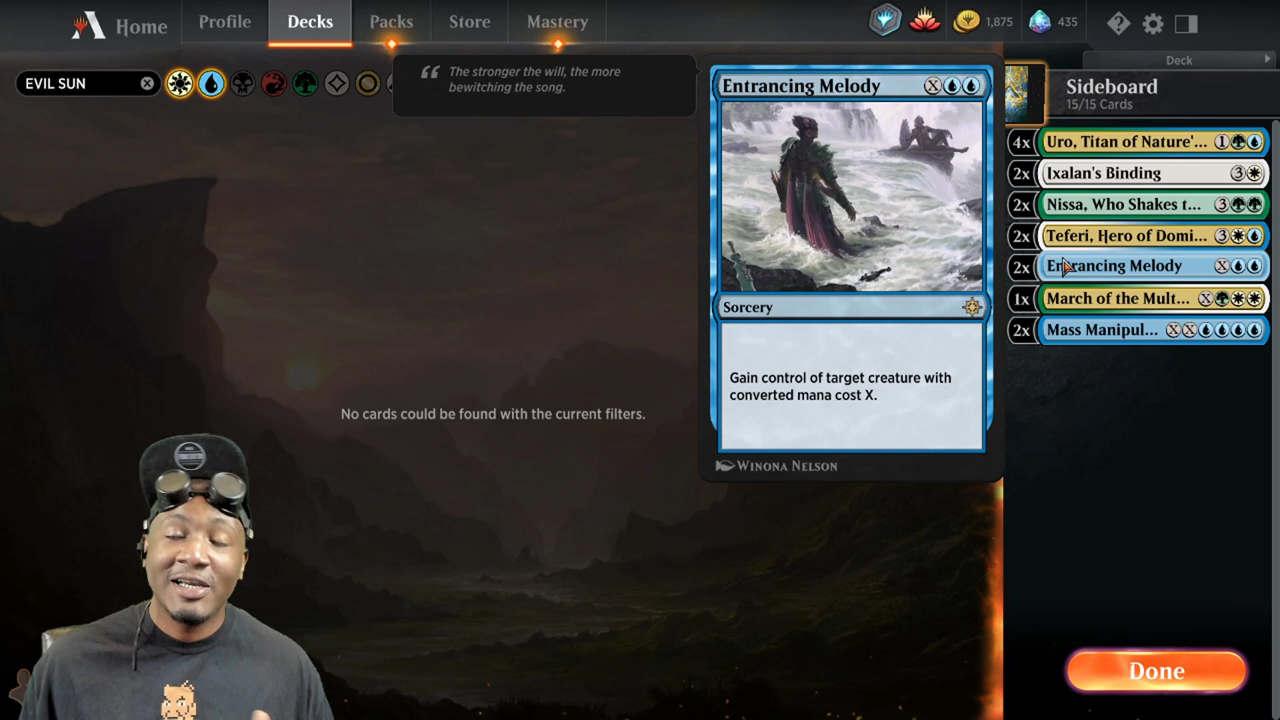 Home
Profile
Decks
Packs
Store
Mastery
1,875
435
EVIL SUN
The stronger the will, the more
bewitching the song.
Entrancing Melody X
Sorcery
Gain control of target creature with
converted mana cost X.
WINONA NELSON
No cards could be found with the current filters.
Deck
Sideboard
15/15 Cards
4x Uro, Titan of Nature'... 1
2x Ixalan's Binding 3
2x Nissa, Who Shakes t... 3
2x Teferi, Hero of Domi... 3
2x Entrancing Melody X
1x March of the Mult... X
2x Mass Manipul... X X
Done